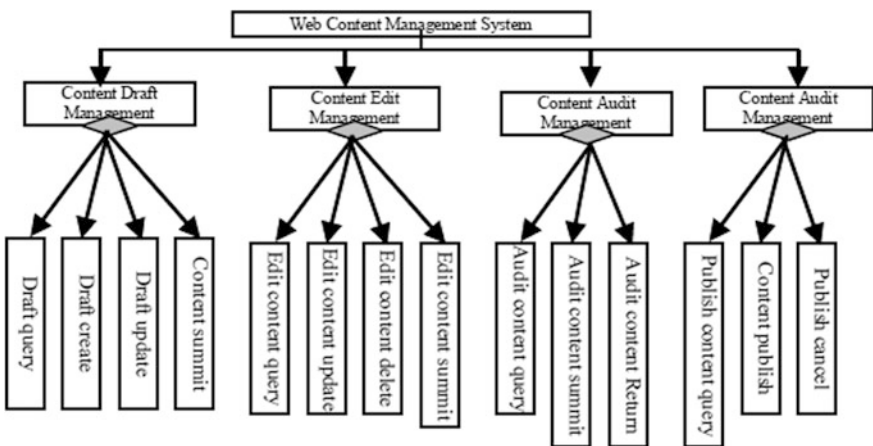 Web Content Management System
Content Draft
Management
Content Edit
Management
Content Audit
Management
Content Audit
Management
Draft query
Draft create
Draft update
Content summit
Edit content query
Edit content update
Edit content delete
Edit content summit
Audit content query
Audit content summit
Audit content Return
Publish content query
Content publish
Publish cancel